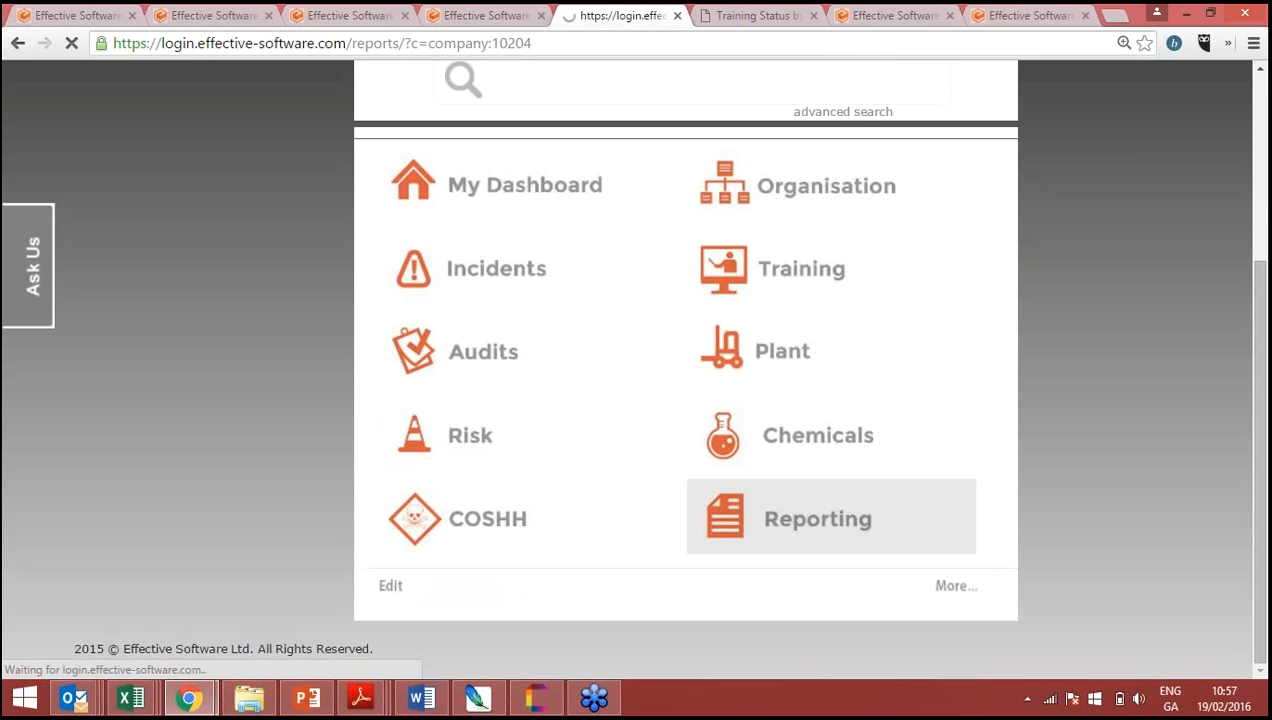 Effective Software
Effective Software
Effective Software
Effective Software
https://login.effec
Training Status by
Effective Software
Effective Software
https://login.effective-software.com/reports/?c=company:10204
advanced search
My Dashboard
Organisation
Ask Us
Incidents
Training
Audits
Plant
Risk
Chemicals
COSHH
Reporting
Edit
More...
2015 © Effective Software Ltd. All Rights Reserved.
Waiting for login.effective-software.com..
ENG
GA
10:57
19/02/2016